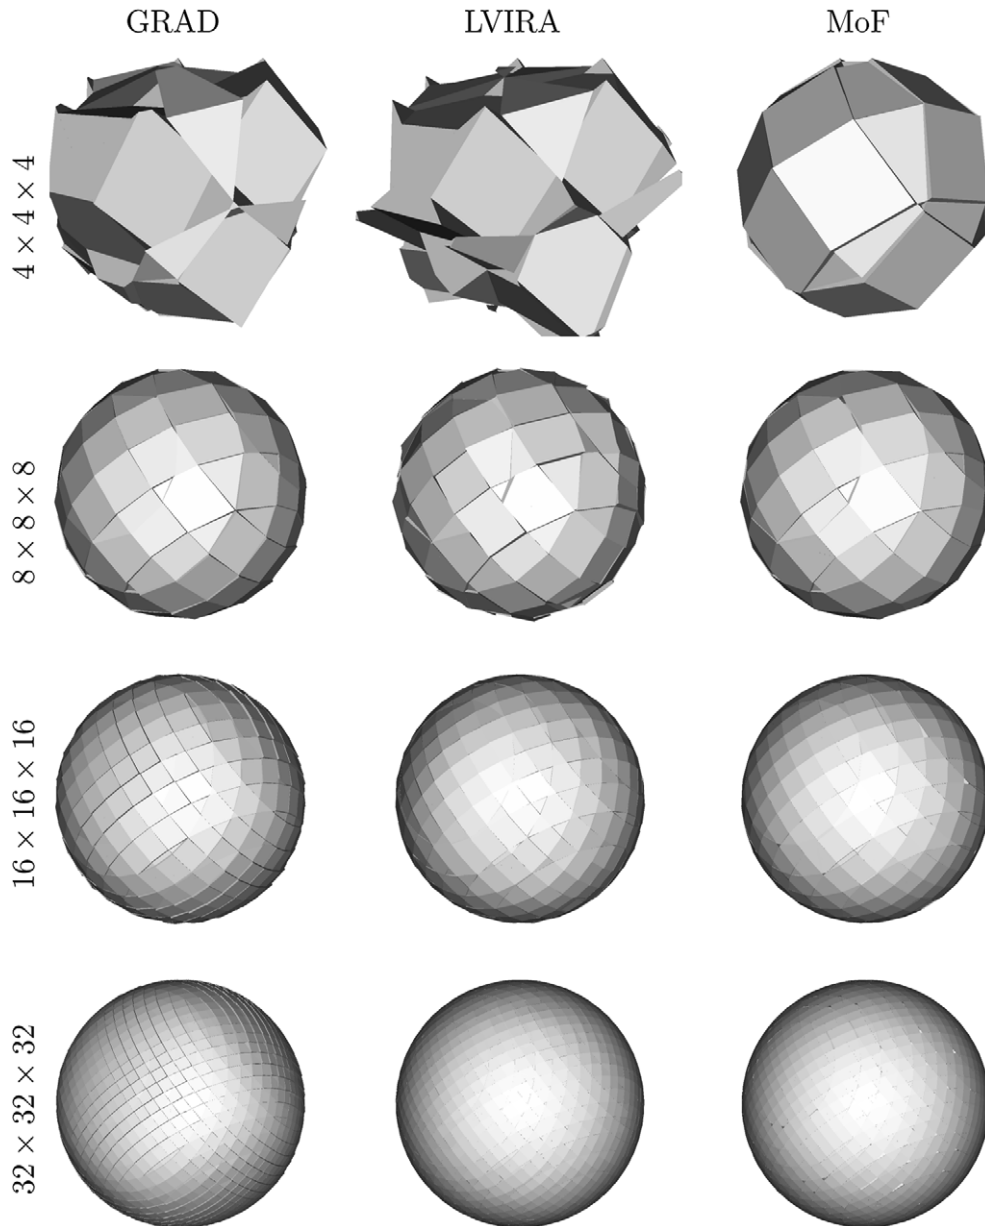 GRAD LVIRA MoF
4 × 4 × 4
8 × 8 × 8
16 × 16 × 16
32 × 32 × 32